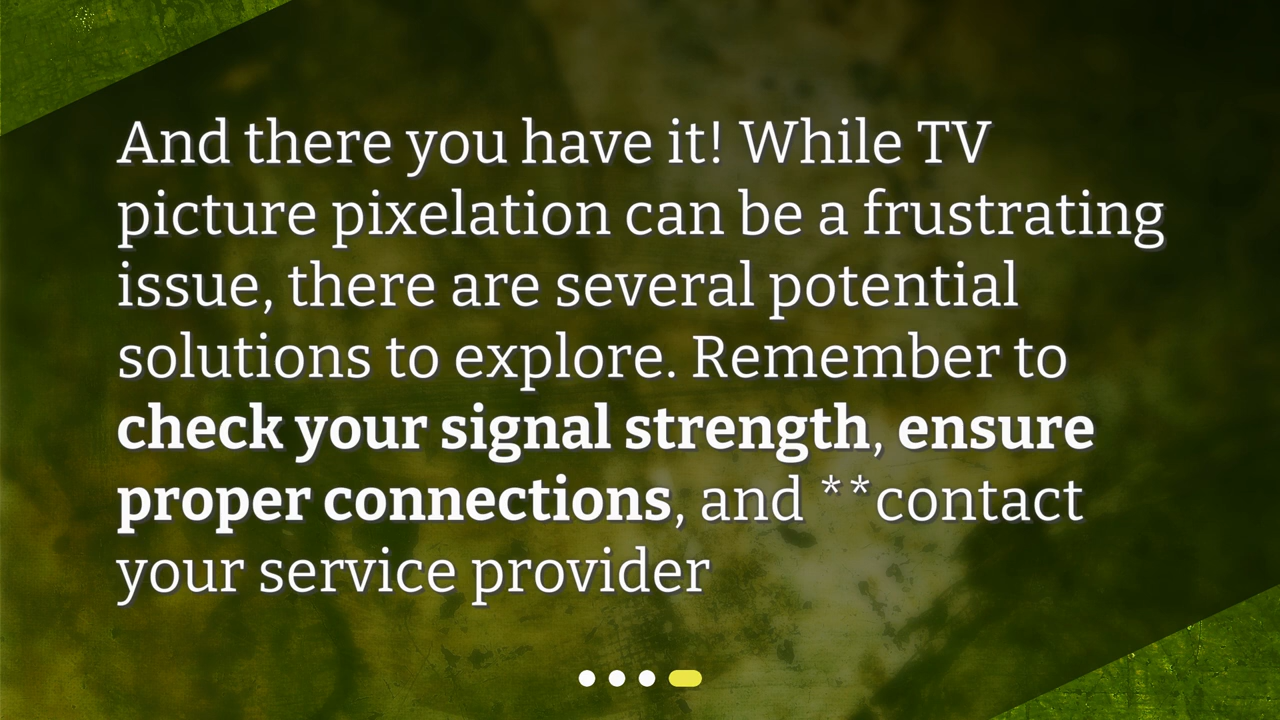 And there you have it! While TV
picture pixelation can be a frustrating
issue, there are several potential
solutions to explore. Remember to
check your signal strength, ensure
proper connections, and **contact
your service provider